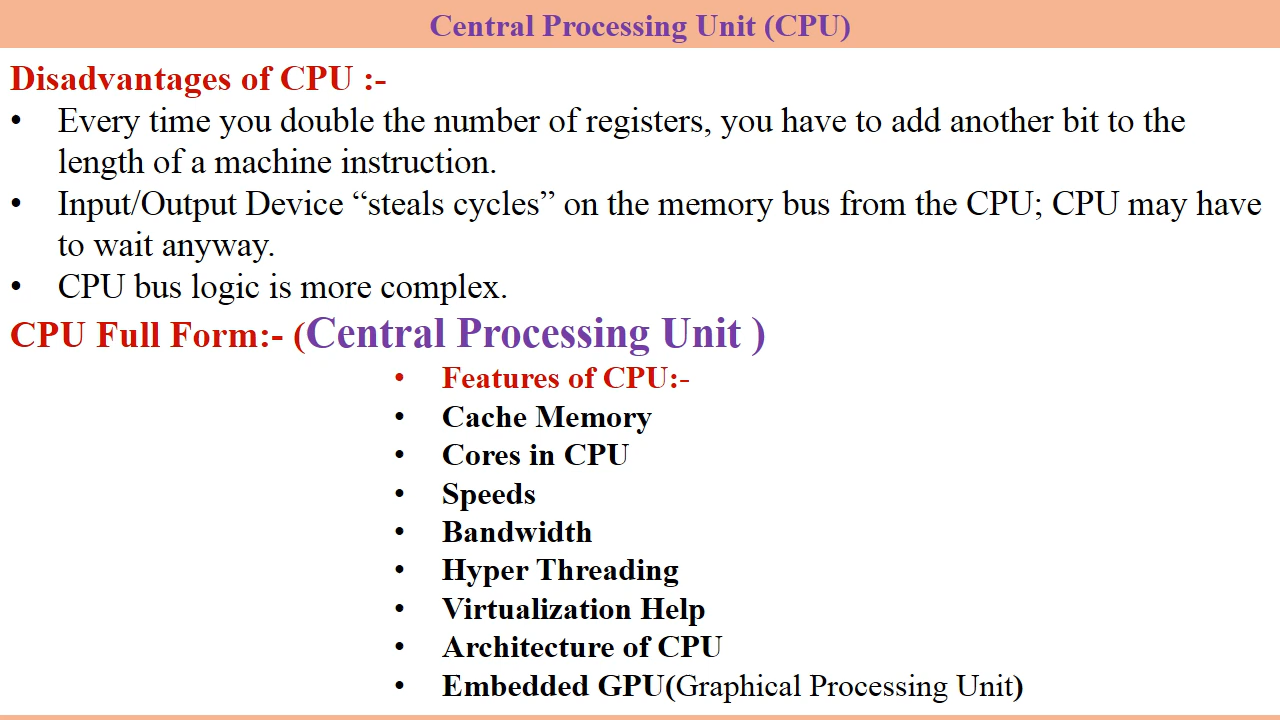 Central Processing Unit (CPU)
Disadvantages of CPU :-
• Every time you double the number of registers, you have to add another bit to the
length of a machine instruction.
• Input/Output Device “steals cycles” on the memory bus from the CPU; CPU may have
to wait anyway.
• CPU bus logic is more complex.
CPU Full Form:- (Central Processing Unit )
• Features of CPU:-
• Cache Memory
• Cores in CPU
• Speeds
• Bandwidth
• Hyper Threading
• Virtualization Help
• Architecture of CPU
• Embedded GPU(Graphical Processing Unit)